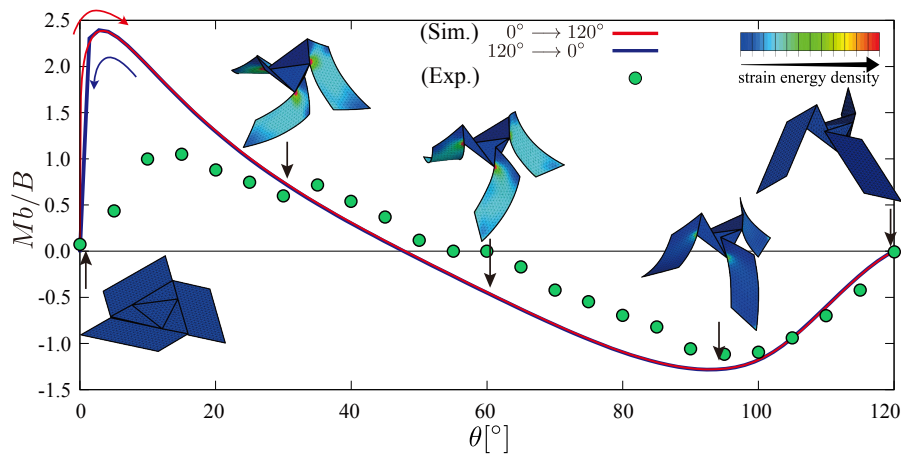 (Sim.) 0° → 120°
120° → 0°
(Exp.)
strain energy density
Mb/B
2.5
2.0
1.5
1.0
0.5
0.0
-0.5
-1.0
-1.5
0 20 40 60 80 100 120
θ[°]